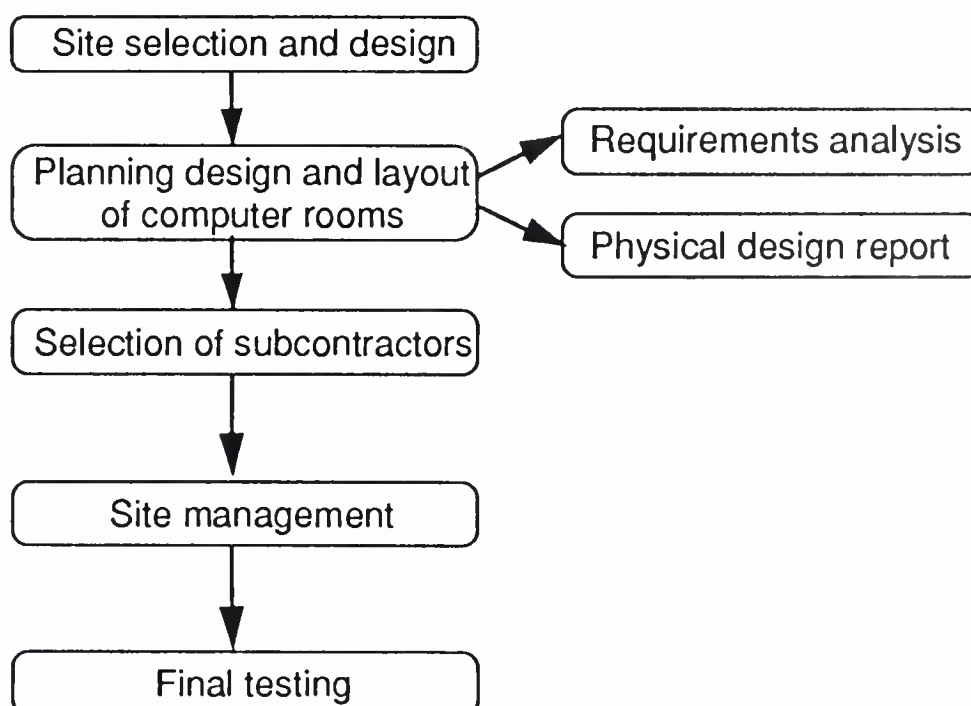 Site selection and design
Planning design and layout
of computer rooms
Requirements analysis
Physical design report
Selection of subcontractors
Site management
Final testing